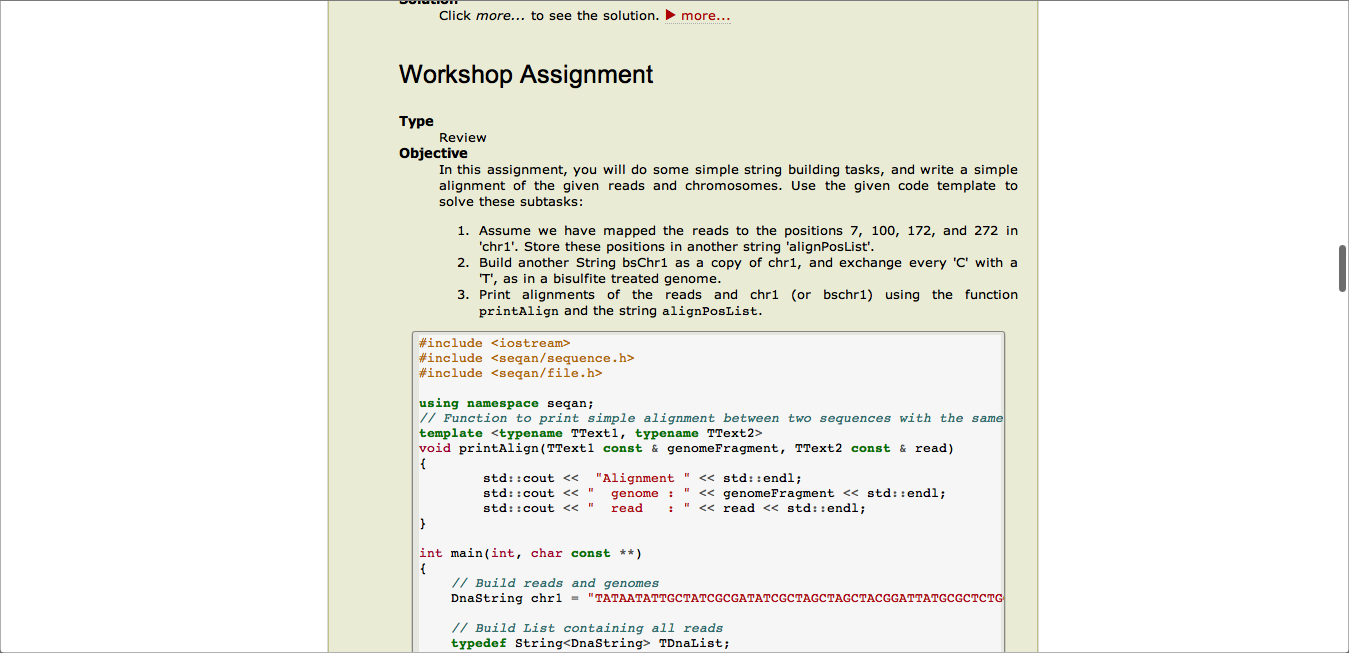 Solution
Click more... to see the solution. ▶ more...
Workshop Assignment
Type
Review
Objective
In this assignment, you will do some simple string building tasks, and write a simple
alignment of the given reads and chromosomes. Use the given code template to
solve these subtasks:
1. Assume we have mapped the reads to the positions 7, 100, 172, and 272 in
'chr1'. Store these positions in another string 'alignPosList'.
2. Build another String bsChr1 as a copy of chr1, and exchange every 'C' with a
'T', as in a bisulfite treated genome.
3. Print alignments of the reads and chr1 (or bschr1) using the function
printAlign and the string alignPosList.
#include <iostream>
#include <seqan/sequence.h>
#include <seqan/file.h>
using namespace seqan;
// Function to print simple alignment between two sequences with the same
template <typename TText1, typename TText2>
void printAlign(TText1 const & genomeFragment, TText2 const & read)
{
std::cout <<  "Alignment " << std::endl;
std::cout << "  genome : " << genomeFragment << std::endl;
std::cout << "  read   : " << read << std::endl;
}
int main(int, char const **)
{
// Build reads and genomes
DnaString chr1 = "TATAATATTGCTATCGCGATATCGCTAGCTAGCTACGGATTATGCGCTCTG
// Build List containing all reads
typedef String<DnaString> TDnaList;